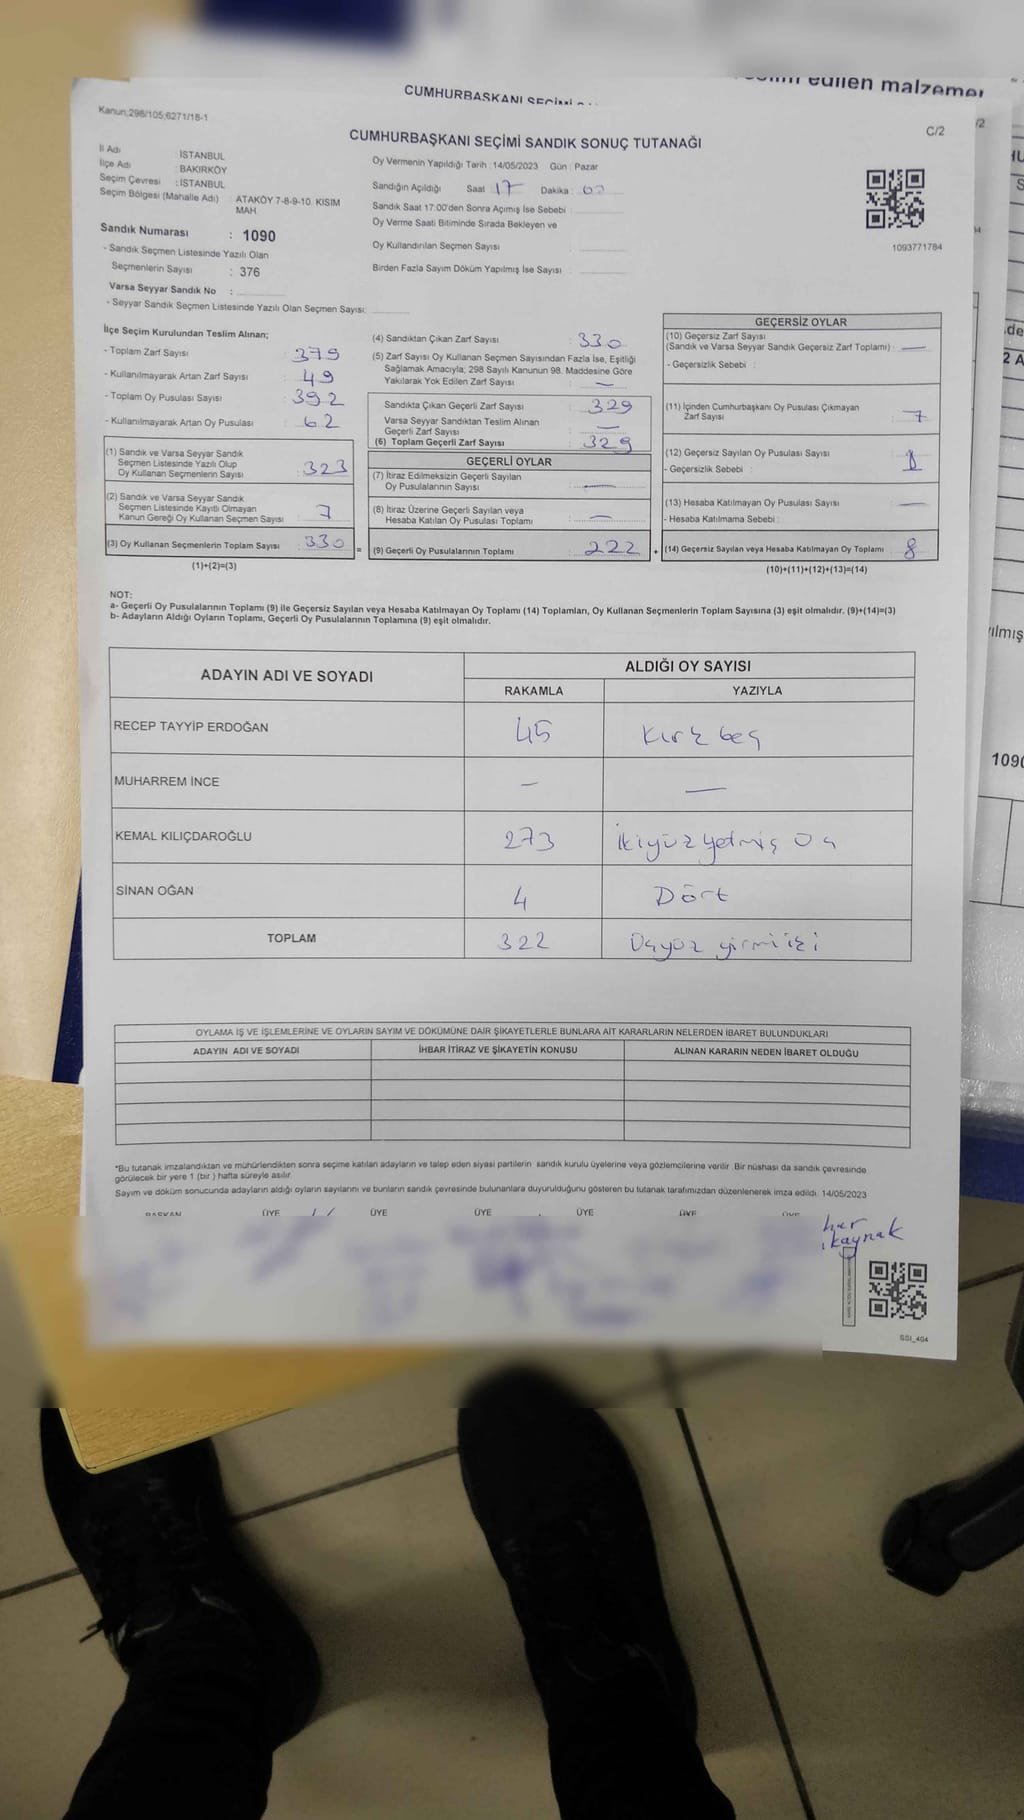 CUMHURBAŞKANI SEÇİMİ
edilen malzemer
Kanun:298/105;6271/18-1
C/2
/2
CUMHURBAŞKANI SEÇİMİ SANDIK SONUÇ TUTANAĞI
İl Adı : İSTANBUL
İlçe Adı : BAKIRKÖY
Seçim Çevresi : İSTANBUL
Seçim Bölgesi (Mahalle Adı) ATAKÖY 7-8-9-10. KISIM MAH.
Sandık Numarası : 1090
- Sandık Seçmen Listesinde Yazılı Olan
Seçmenlerin Sayısı : 376
Varsa Seyyar Sandık No :
- Seyyar Sandık Seçmen Listesinde Yazılı Olan Seçmen Sayısı:
Oy Vermenin Yapıldığı Tarih : 14/05/2023 Gün : Pazar
Sandığın Açıldığı Saat 17 Dakika :
Sandık Saat 17:00'den Sonra Açımış İse Sebebi :
Oy Verme Saati Bitiminde Sırada Bekleyen ve
Oy Kullandırılan Seçmen Sayısı :
Birden Fazla Sayım Döküm Yapılmış İse Sayısı :
1093771784
İlçe Seçim Kurulundan Teslim Alınan;
- Toplam Zarf Sayısı : 379
- Kullanılmayarak Artan Zarf Sayısı : 49
- Toplam Oy Pusulası Sayısı : 392
- Kullanılmayarak Artan Oy Pusulası : 62
(1) Sandık ve Varsa Seyyar Sandık
Seçmen Listesinde Yazılı Olup
Oy Kullanan Seçmenlerin Sayısı : 323
(2) Sandık ve Varsa Seyyar Sandık
Seçmen Listesinde Kayıtlı Olmayan
Kanun Gereği Oy Kullanan Seçmen Sayısı : 7
(3) Oy Kullanan Seçmenlerin Toplam Sayısı : 330 =
(1)+(2)=(3)
(4) Sandıktan Çıkan Zarf Sayısı : 330
(5) Zarf Sayısı Oy Kullanan Seçmen Sayısından Fazla İse, Eşitliği
Sağlamak Amacıyla; 298 Sayılı Kanunun 98. Maddesine Göre
Yakılarak Yok Edilen Zarf Sayısı : —
Sandıkta Çıkan Geçerli Zarf Sayısı : 329
Varsa Seyyar Sandıktan Teslim Alınan
Geçerli Zarf Sayısı : —
(6) Toplam Geçerli Zarf Sayısı : 329
GEÇERLİ OYLAR
(7) İtiraz Edilmeksizin Geçerli Sayılan
Oy Pusulalarının Sayısı : —
(8) İtiraz Üzerine Geçerli Sayılan veya
Hesaba Katılan Oy Pusulası Toplamı : —
(9) Geçerli Oy Pusulalarının Toplamı : 222 +
GEÇERSİZ OYLAR
(10) Geçersiz Zarf Sayısı
(Sandık ve Varsa Seyyar Sandık Geçersiz Zarf Toplamı) : —
- Geçersizlik Sebebi :
(11) İçinden Cumhurbaşkanı Oy Pusulası Çıkmayan
Zarf Sayısı : 7
(12) Geçersiz Sayılan Oy Pusulası Sayısı : 1
- Geçersizlik Sebebi :
(13) Hesaba Katılmayan Oy Pusulası Sayısı : —
- Hesaba Katılmama Sebebi :
(14) Geçersiz Sayılan veya Hesaba Katılmayan Oy Toplamı : 8
(10)+(11)+(12)+(13)=(14)
NOT:
a- Geçerli Oy Pusulalarının Toplamı (9) ile Geçersiz Sayılan veya Hesaba Katılmayan Oy Toplamı (14) Toplamları, Oy Kullanan Seçmenlerin Toplam Sayısına (3) eşit olmalıdır. (9)+(14)=(3)
b- Adayların Aldığı Oyların Toplamı, Geçerli Oy Pusulalarının Toplamına (9) eşit olmalıdır.
ADAYIN ADI VE SOYADI ALDIĞI OY SAYISI
RAKAMLA YAZIYLA
RECEP TAYYİP ERDOĞAN 45 Kırk beş
MUHARREM İNCE — —
KEMAL KILIÇDAROĞLU 273 İkiyüz yetmiş Üç
SİNAN OĞAN 4 Dört
TOPLAM 322 Üçyüz yirmi iki
OYLAMA İŞ VE İŞLEMLERİNE VE OYLARIN SAYIM VE DÖKÜMÜNE DAİR ŞİKAYETLERLE BUNLARA AİT KARARLARIN NELERDEN İBARET BULUNDUKLARI
ADAYIN ADI VE SOYADI İHBAR İTİRAZ VE ŞİKAYETİN KONUSU ALINAN KARARIN NEDEN İBARET OLDUĞU
*Bu tutanak imzalandıktan ve mühürlendikten sonra seçime katılan adayların ve talep eden siyasi partilerin sandık kurulu üyelerine veya gözlemcilerine verilir. Bir nüshası da sandık çevresinde
görülecek bir yere 1 (bir ) hafta süreyle asılır.
Sayım ve döküm sonucunda adayların aldığı oyların sayılarını ve bunların sandık çevresinde bulunanlara duyurulduğunu gösteren bu tutanak tarafımızdan düzenlenerek imza edildi. 14/05/2023
BAŞKAN ÜYE ÜYE ÜYE ÜYE ÜYE ÜYE
kaynak
SSI_404
2 A
ılmış
109